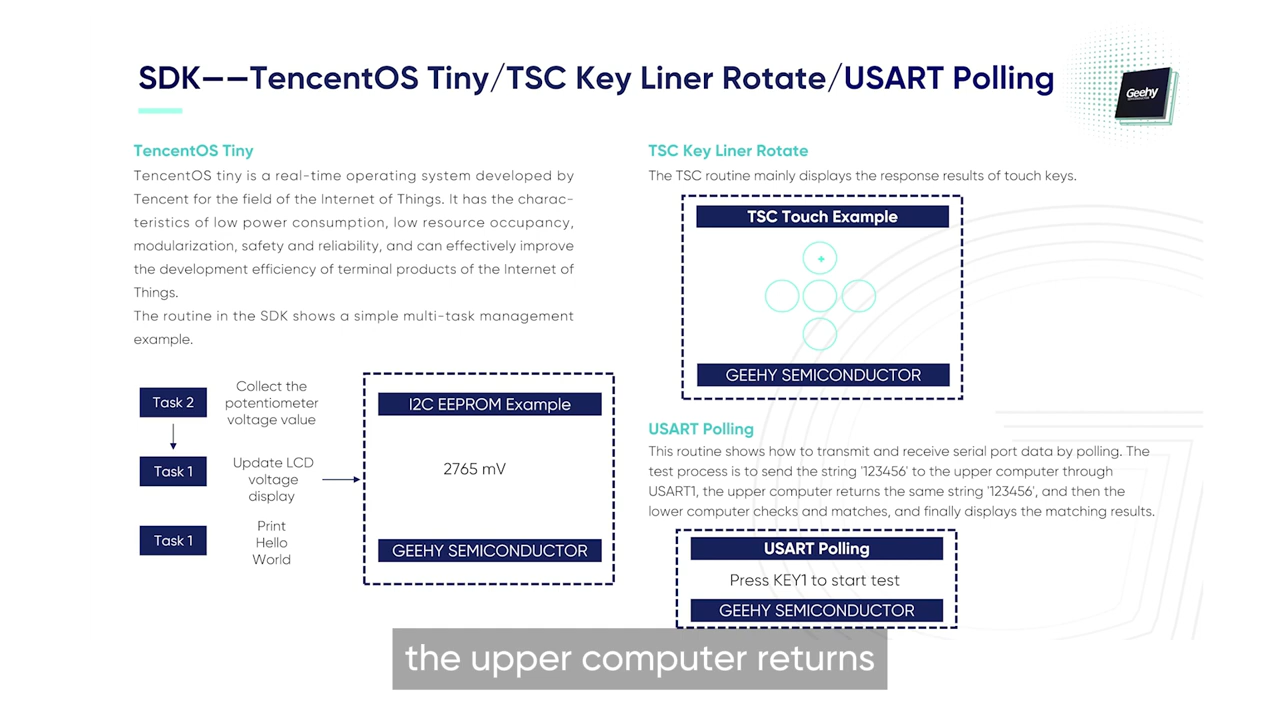 SDK——TencentOS Tiny/TSC Key Liner Rotate/USART Polling
Geehy
TencentOS Tiny
TencentOS tiny is a real-time operating system developed by
Tencent for the field of the Internet of Things. It has the charac-
teristics of low power consumption, low resource occupancy,
modularization, safety and reliability, and can effectively improve
the development efficiency of terminal products of the Internet of
Things.
The routine in the SDK shows a simple multi-task management
example.
Task 2
Collect the
potentiometer
voltage value
Task 1
Update LCD
voltage
display
Task 1
Print
Hello
World
I2C EEPROM Example
2765 mV
GEEHY SEMICONDUCTOR
TSC Key Liner Rotate
The TSC routine mainly displays the response results of touch keys.
TSC Touch Example
+
GEEHY SEMICONDUCTOR
USART Polling
This routine shows how to transmit and receive serial port data by polling. The
test process is to send the string '123456' to the upper computer through
USART1, the upper computer returns the same string '123456', and then the
lower computer checks and matches, and finally displays the matching results.
USART Polling
Press KEY1 to start test
GEEHY SEMICONDUCTOR
the upper computer returns